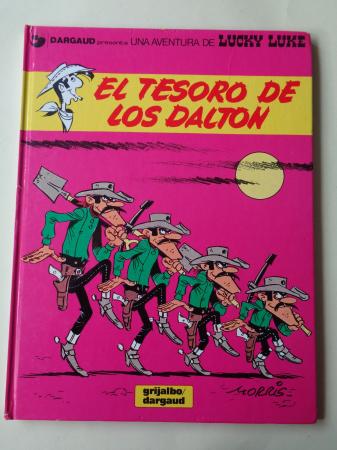 DARGAUD presenta UNA AVENTURA DE LUCKY LUKE
EL TESORO DE
LOS DALTON
MORRIS
grijalbo/
dargaud